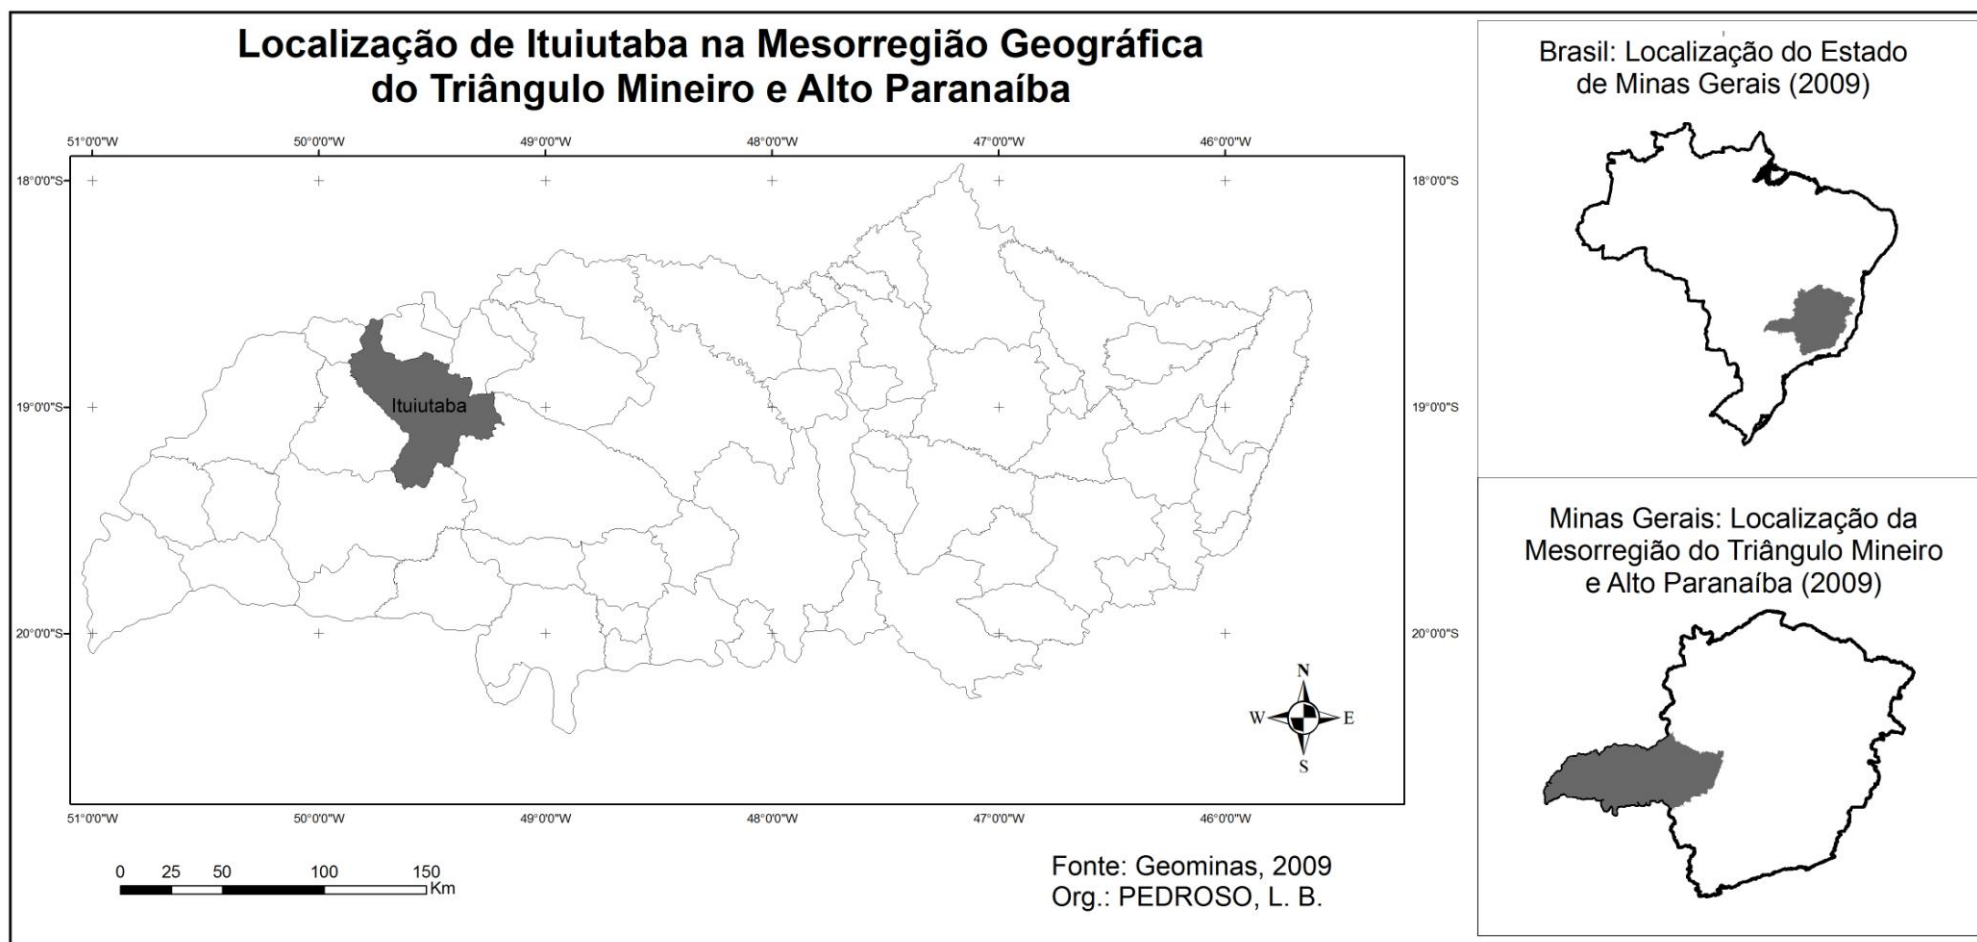 Localização de Ituiutaba na Mesorregião Geográfica
do Triângulo Mineiro e Alto Paranaíba
51°0'0"W 50°0'0"W 49°0'0"W 48°0'0"W 47°0'0"W 46°0'0"W
18°0'0"S 18°0'0"S
Ituiutaba
19°0'0"S 19°0'0"S
20°0'0"S 20°0'0"S
N
W E
S
51°0'0"W 50°0'0"W 49°0'0"W 48°0'0"W 47°0'0"W 46°0'0"W
0 25 50 100 150
Km
Fonte: Geominas, 2009
Org.: PEDROSO, L. B.
Brasil: Localização do Estado
de Minas Gerais (2009)
Minas Gerais: Localização da
Mesorregião do Triângulo Mineiro
e Alto Paranaíba (2009)